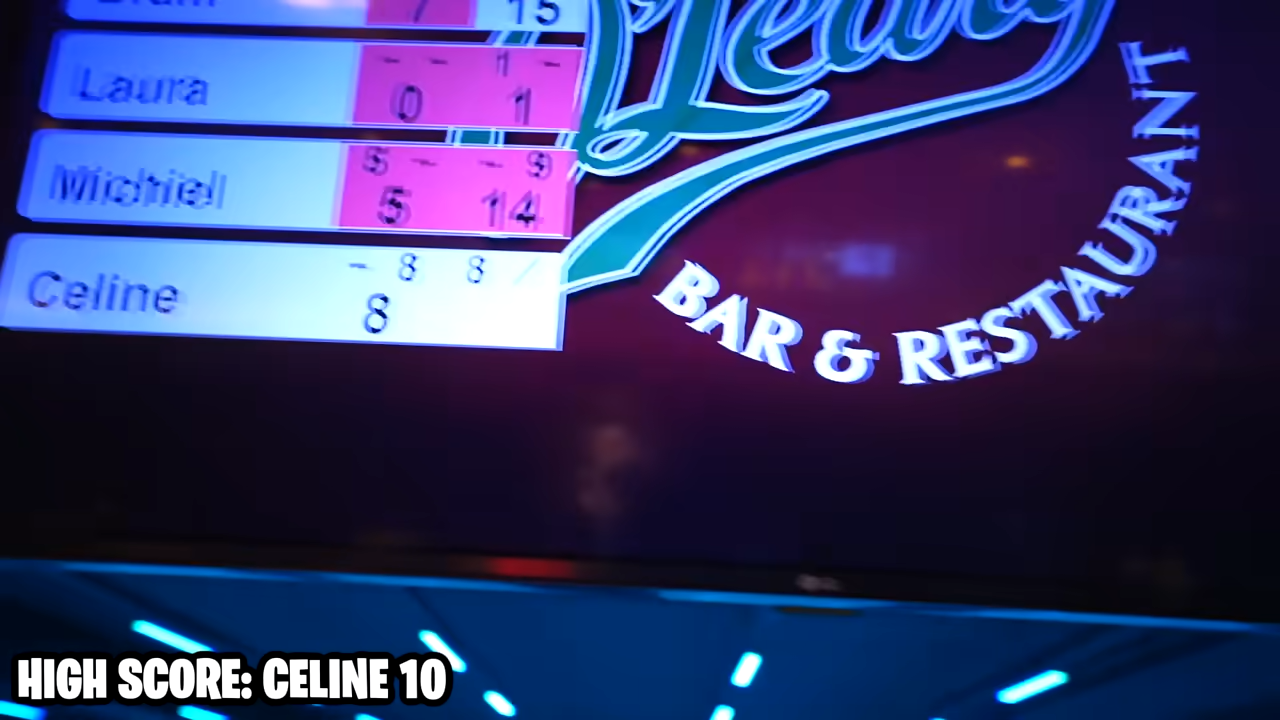 7 15
Laura - - 1 -
0 1
Michiel 5 - - 9
5 14
Celine - 8 8 /
8
BAR & RESTAURANT
HIGH SCORE: CELINE 10